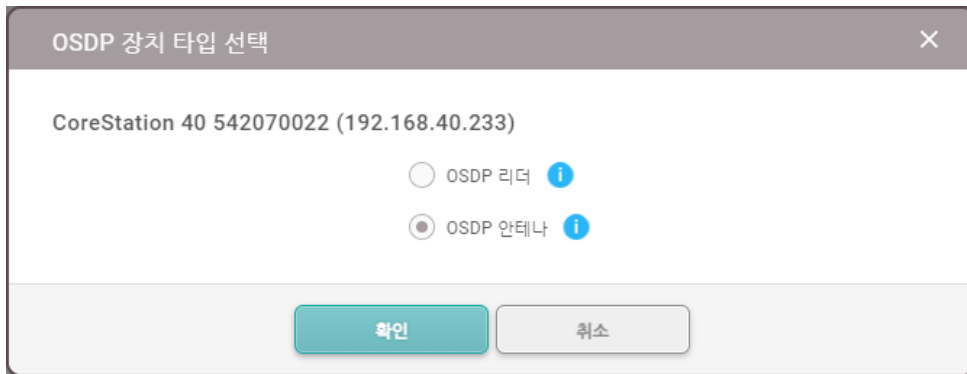 OSDP 장치 타입 선택
CoreStation 40 542070022 (192.168.40.233)
OSDP 리더
OSDP 안테나
확인
취소